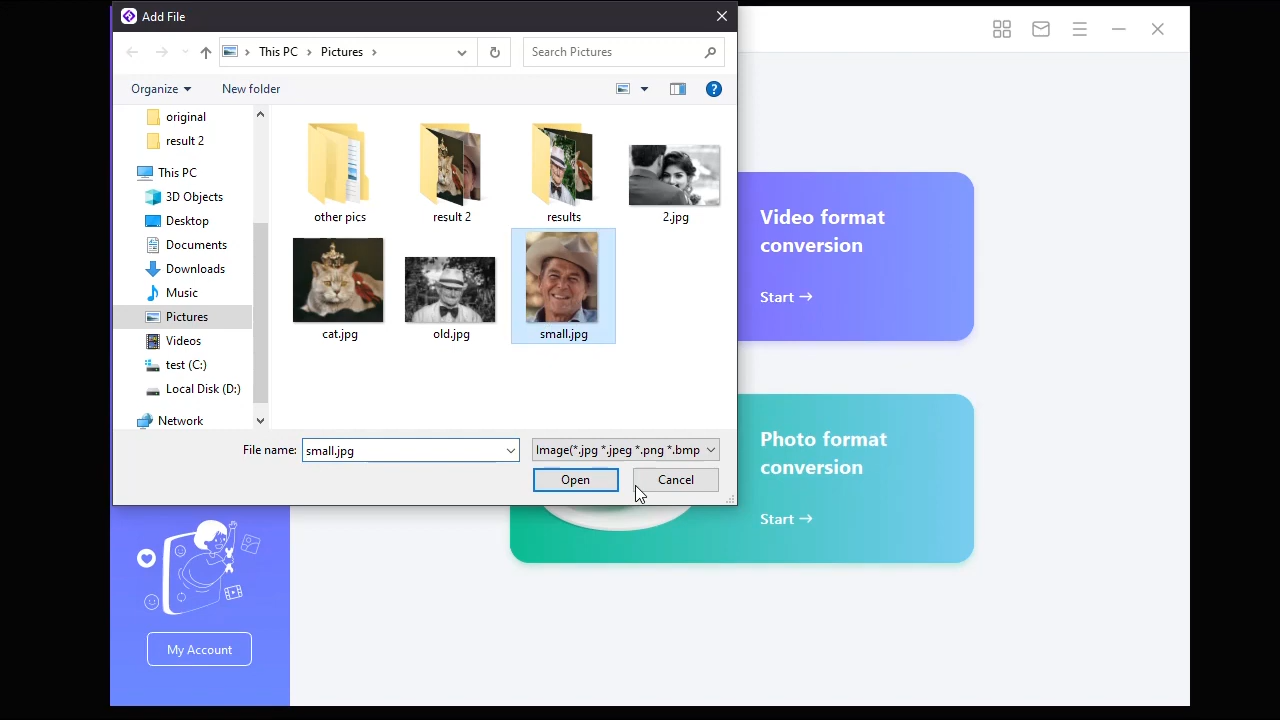 Add File
This PC
Pictures
Search Pictures
Organize
New folder
original
result 2
This PC
3D Objects
Desktop
Documents
Downloads
Music
Pictures
Videos
test (C:)
Local Disk (D:)
Network
other pics
result 2
results
2.jpg
cat.jpg
old.jpg
small.jpg
File name:
small.jpg
Image(*.jpg *.jpeg *.png *.bmp
Open
Cancel
Video format
conversion
Start →
Photo format
conversion
Start →
My Account